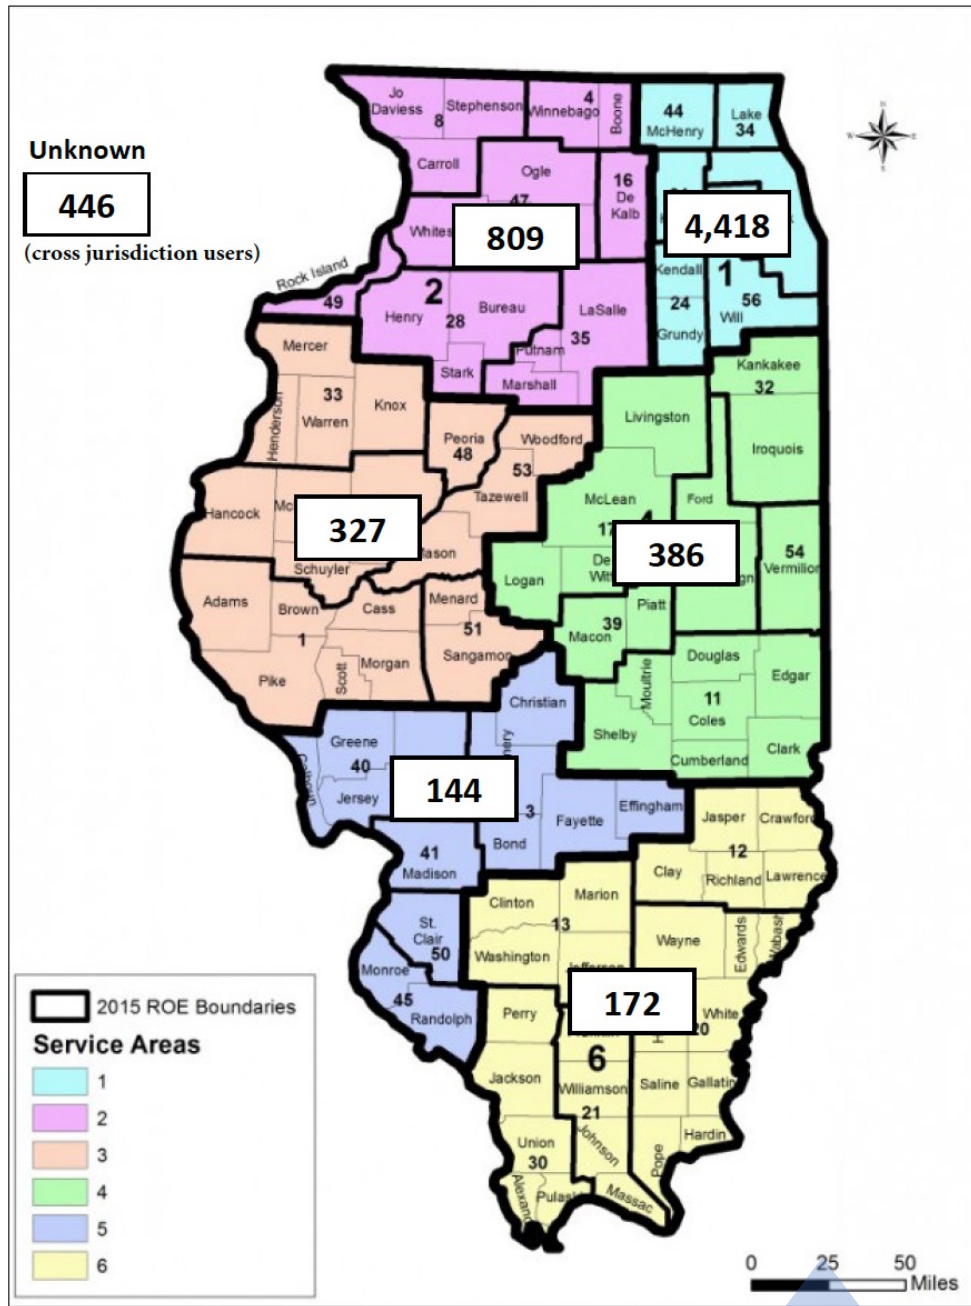 Unknown
446
(cross jurisdiction users)
Jo
Daviess
8
Stephenson
4
Winnebago
Boone
44
McHenry
Lake
34
Carroll
Ogle
47
16
De
Kalb
809
4,418
Rock Island
49
2
Henry
28
Bureau
LaSalle
35
Putnam
Stark
Marshall
Kendall
24
Grundy
1
56
Will
Mercer
33
Warren
Henderson
Knox
Peoria
48
Woodford
53
Tazewell
Livingston
Kankakee
32
Iroquois
Hancock
327
Schuyler
McLean
17
Ford
386
54
Logan
De
Adams
Brown
Cass
Menard
1
51
Sangamon
Pike
Scott
Morgan
Piatt
39
Macon
Moultrie
Douglas
Edgar
11
Coles
Shelby
Cumberland
Clark
Christian
Greene
40
Jersey
144
3
Bond
Fayette
Effingham
41
Madison
Jasper
Crawford
12
Clay
Richland
Lawrence
Clinton
Marion
13
Washington
Wayne
Edwards
St.
Clair
50
Monroe
45
Randolph
172
Perry
White
20
6
Jackson
Williamson
21
Saline
Gallatin
Johnson
Hardin
Pope
Union
30
Massac
N
W
E
S
2015 ROE Boundaries
Service Areas
1
2
3
4
5
6
0 25 50
Miles